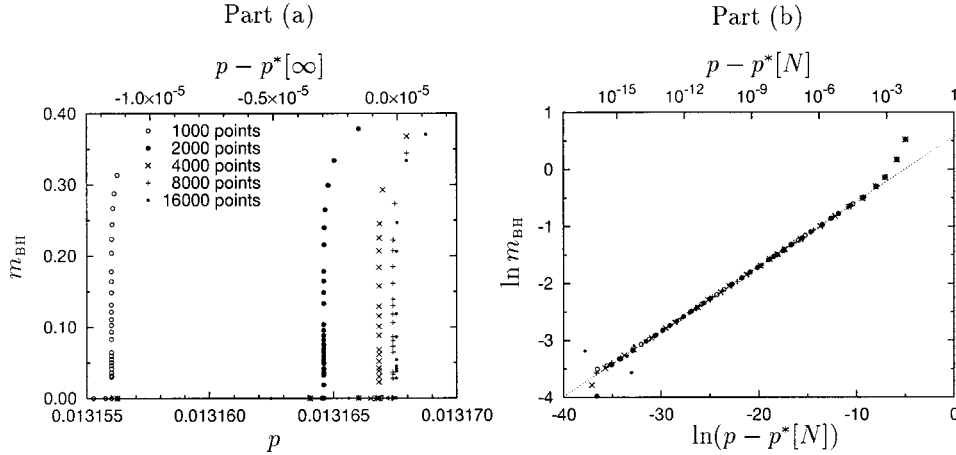 Part (a)
p − p*[∞]
-1.0×10⁻⁵ -0.5×10⁻⁵ 0.0×10⁻⁵
0.40
0.30
0.20
0.10
0.00
m_BH
1000 points
2000 points
4000 points
8000 points
16000 points
0.013155 0.013160 0.013165 0.013170
p
Part (b)
p − p*[N]
10⁻¹⁵ 10⁻¹² 10⁻⁹ 10⁻⁶ 10⁻³ 1
1
0
-1
-2
-3
-4
ln m_BH
-40 -30 -20 -10 0
ln(p − p*[N])